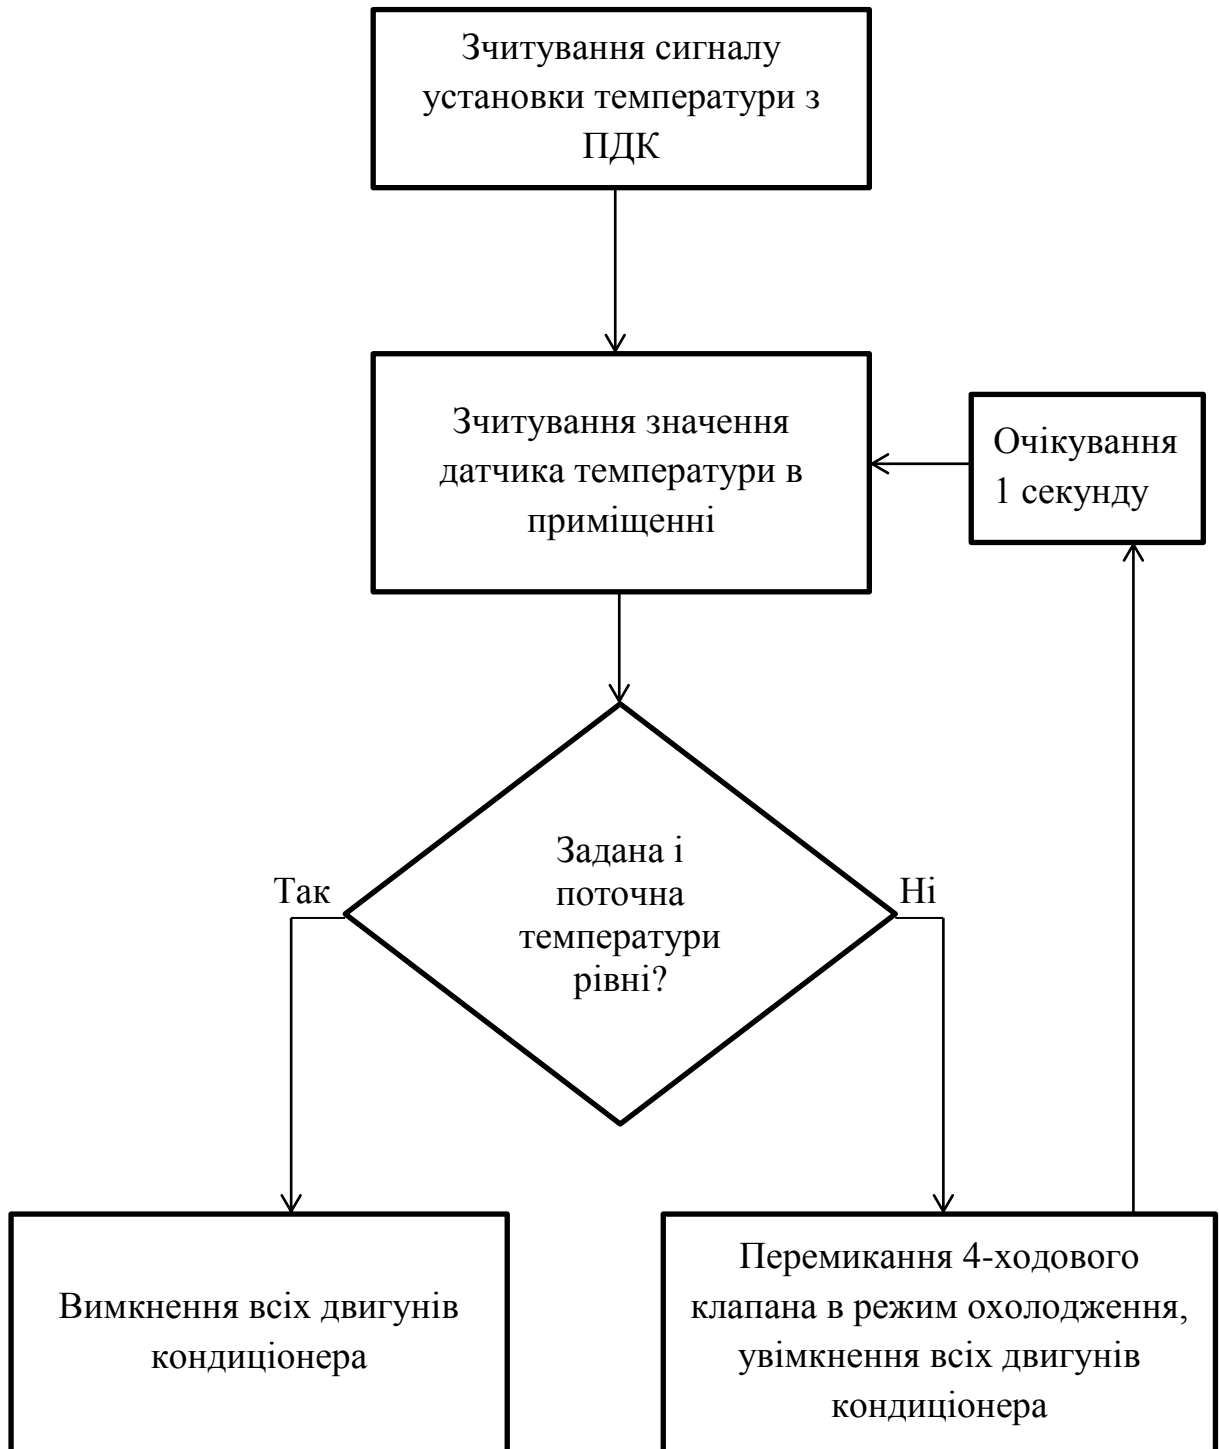 Зчитування сигналу
установки температури з
ПДК
Зчитування значення
датчика температури в
приміщенні
Очікування
1 секунду
Задана і
поточна
температури
рівні?
Так
Ні
Вимкнення всіх двигунів
кондиціонера
Перемикання 4-ходового
клапана в режим охолодження,
увімкнення всіх двигунів
кондиціонера